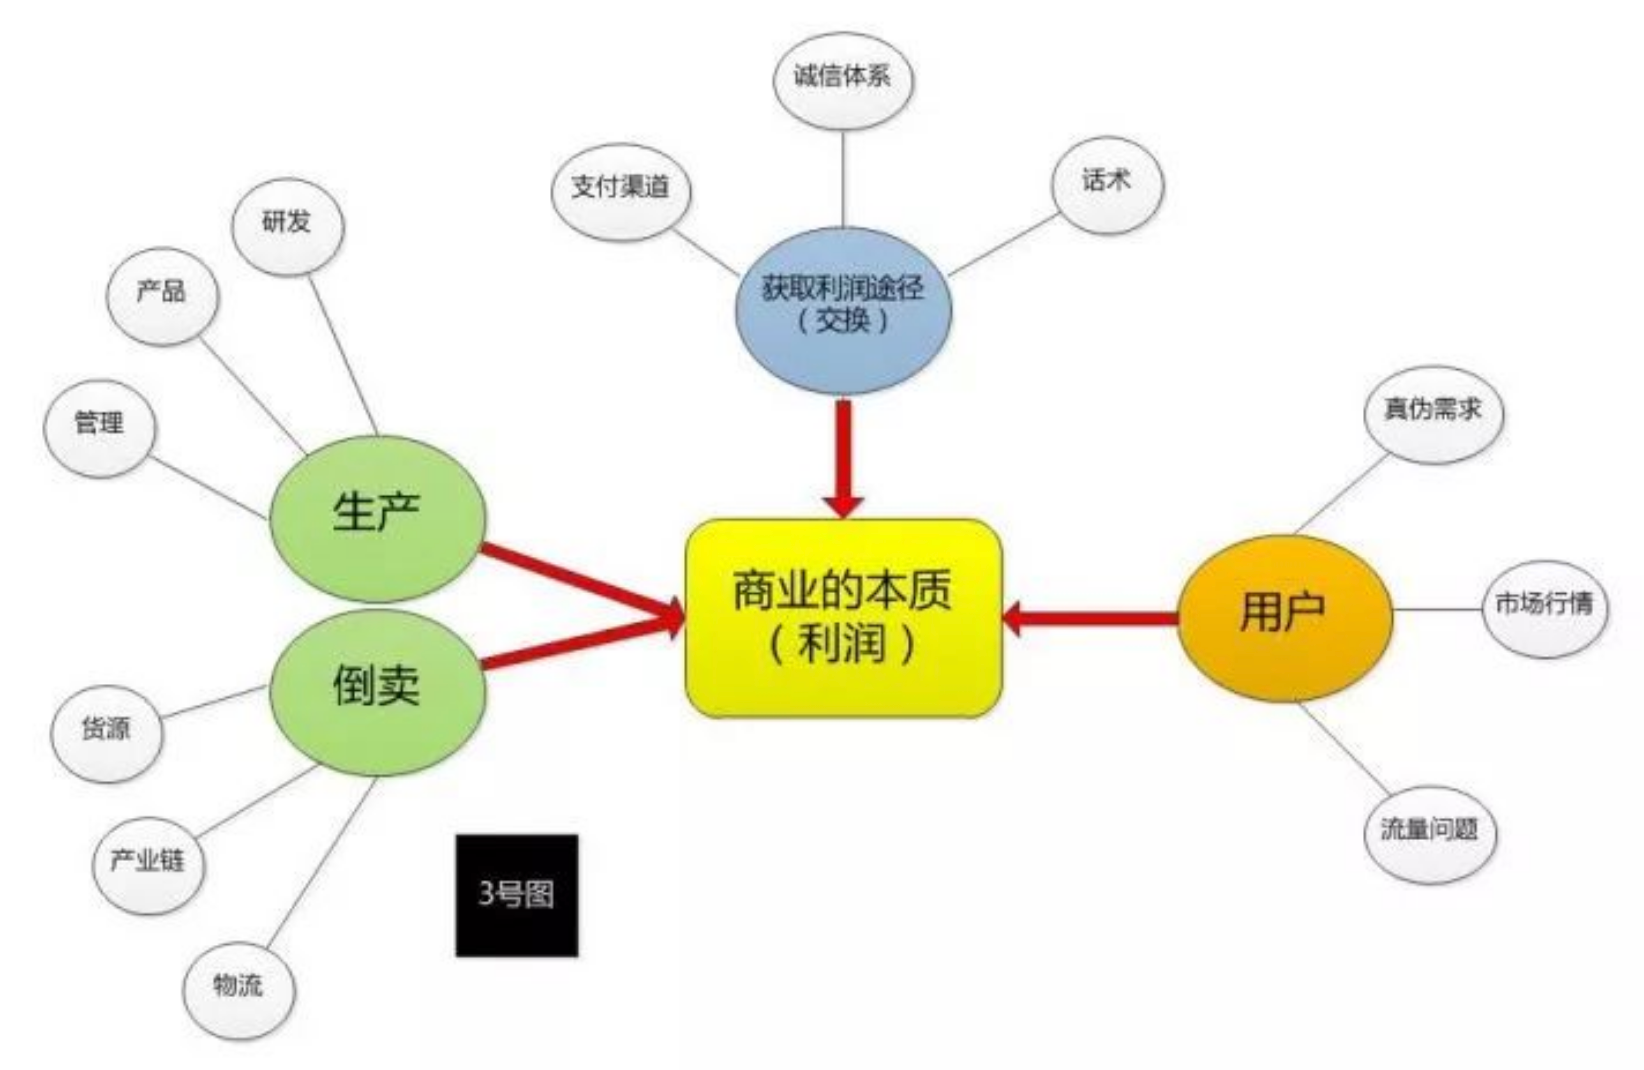 诚信体系
支付渠道
话术
获取利润途径
（交换）
研发
产品
管理
生产
倒卖
货源
产业链
物流
商业的本质
（利润）
用户
真伪需求
市场行情
流量问题
3号图